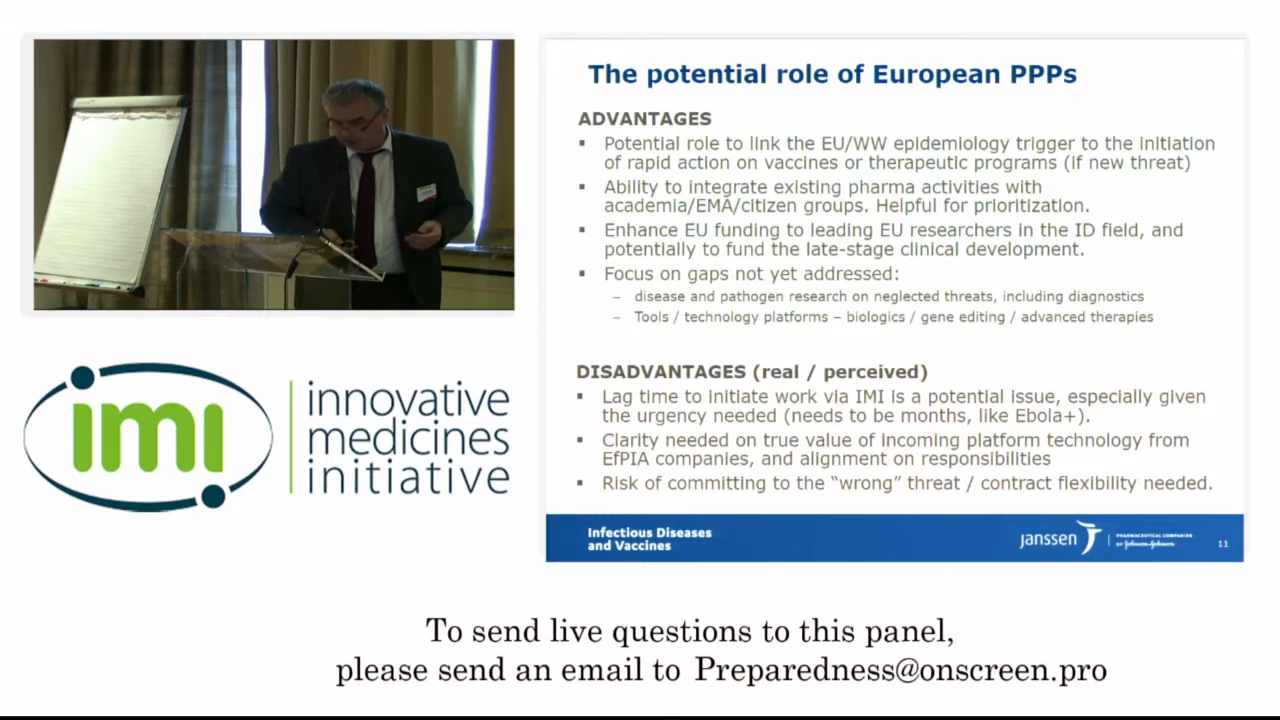 The potential role of European PPPs
ADVANTAGES
▪ Potential role to link the EU/WW epidemiology trigger to the initiation
of rapid action on vaccines or therapeutic programs (if new threat)
▪ Ability to integrate existing pharma activities with
academia/EMA/citizen groups. Helpful for prioritization.
▪ Enhance EU funding to leading EU researchers in the ID field, and
potentially to fund the late-stage clinical development.
▪ Focus on gaps not yet addressed:
– disease and pathogen research on neglected threats, including diagnostics
– Tools / technology platforms – biologics / gene editing / advanced therapies
DISADVANTAGES (real / perceived)
▪ Lag time to initiate work via IMI is a potential issue, especially given
the urgency needed (needs to be months, like Ebola+).
▪ Clarity needed on true value of incoming platform technology from
EfPIA companies, and alignment on responsibilities
▪ Risk of committing to the “wrong” threat / contract flexibility needed.
Infectious Diseases
and Vaccines
janssen
PHARMACEUTICAL COMPANIES
OF Johnson&Johnson
11
imi
innovative
medicines
initiative
To send live questions to this panel,
please send an email to Preparedness@onscreen.pro